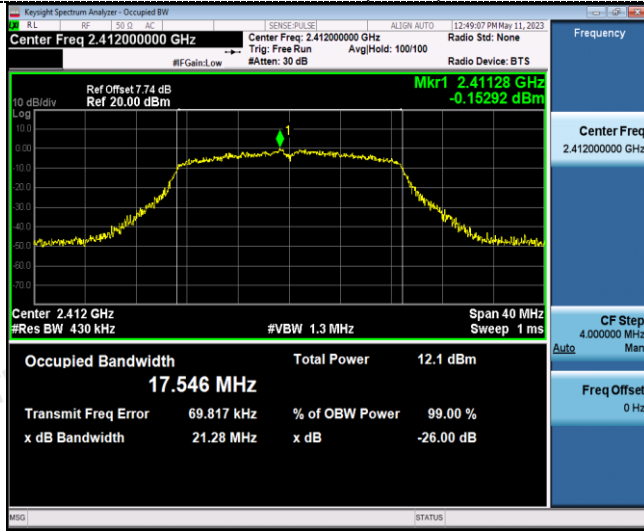 Keysight Spectrum Analyzer - Occupied BW
RL RF 50 Ω AC SENSE:PULSE ALIGN AUTO 12:49:07 PM May 11, 2023
Center Freq 2.412000000 GHz
Center Freq: 2.412000000 GHz Radio Std: None
Trig: Free Run Avg|Hold: 100/100
#IFGain:Low #Atten: 30 dB Radio Device: BTS
Frequency
Ref Offset 7.74 dB
10 dB/div Ref 20.00 dBm
Mkr1 2.41128 GHz
-0.15292 dBm
Log
10.0
0.00
-10.0
-20.0
-30.0
-40.0
-50.0
-60.0
-70.0
1
Center 2.412 GHz Span 40 MHz
#Res BW 430 kHz #VBW 1.3 MHz Sweep 1 ms
Occupied Bandwidth Total Power 12.1 dBm
17.546 MHz
Transmit Freq Error 69.817 kHz % of OBW Power 99.00 %
x dB Bandwidth 21.28 MHz x dB -26.00 dB
Center Freq
2.412000000 GHz
CF Step
4.000000 MHz
Auto Man
Freq Offset
0 Hz
MSG STATUS